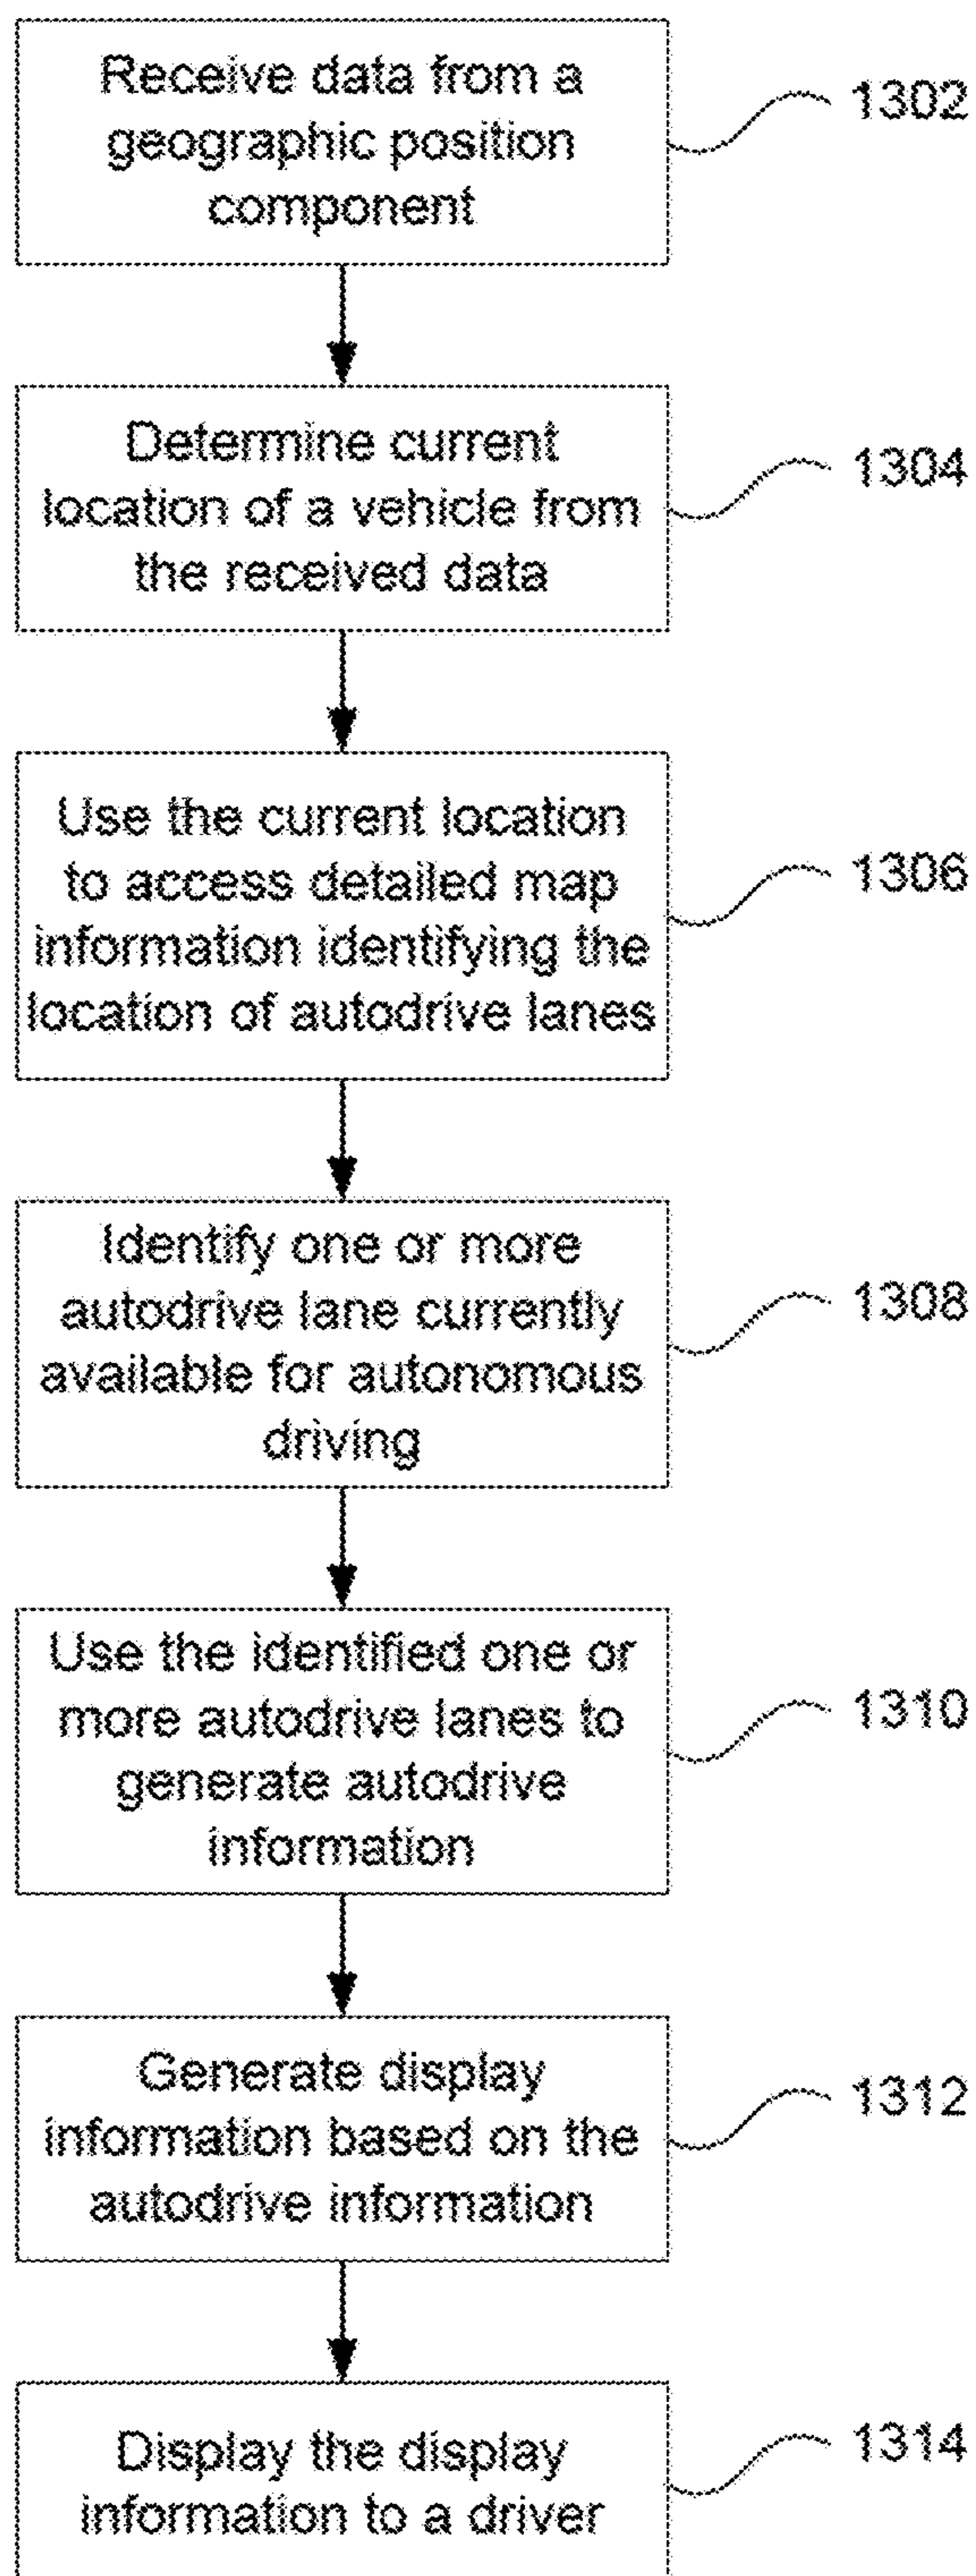 Receive data from a
geographic position
component
1302
Determine current
location of a vehicle from
the received data
1304
Use the current location
to access detailed map
information identifying the
location of autodrive lanes
1306
Identify one or more
autodrive lane currently
available for autonomous
driving
1308
Use the identified one or
more autodrive lanes to
generate autodrive
information
1310
Generate display
information based on the
autodrive information
1312
Display the display
information to a driver
1314